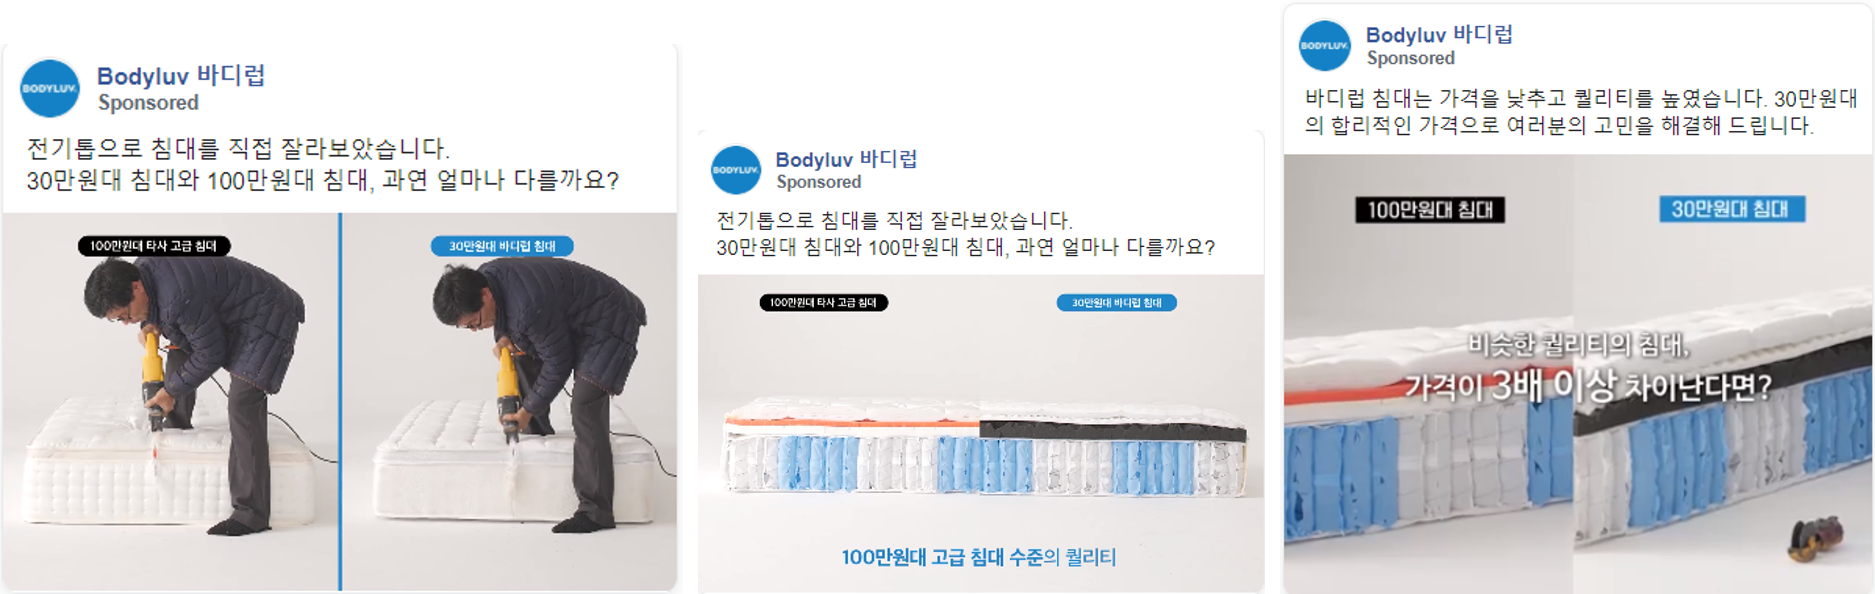 BODYLUV.
Bodyluv 바디럽
Sponsored
전기톱으로 침대를 직접 잘라보았습니다.
30만원대 침대와 100만원대 침대, 과연 얼마나 다를까요?
100만원대 타사 고급 침대
30만원대 바디럽 침대
BODYLUV.
Bodyluv 바디럽
Sponsored
전기톱으로 침대를 직접 잘라보았습니다.
30만원대 침대와 100만원대 침대, 과연 얼마나 다를까요?
100만원대 타사 고급 침대
30만원대 바디럽 침대
100만원대 고급 침대 수준의 퀄리티
BODYLUV.
Bodyluv 바디럽
Sponsored
바디럽 침대는 가격을 낮추고 퀄리티를 높였습니다. 30만원대
의 합리적인 가격으로 여러분의 고민을 해결해 드립니다.
100만원대 침대
30만원대 침대
비슷한 퀄리티의 침대,
가격이 3배 이상 차이난다면?